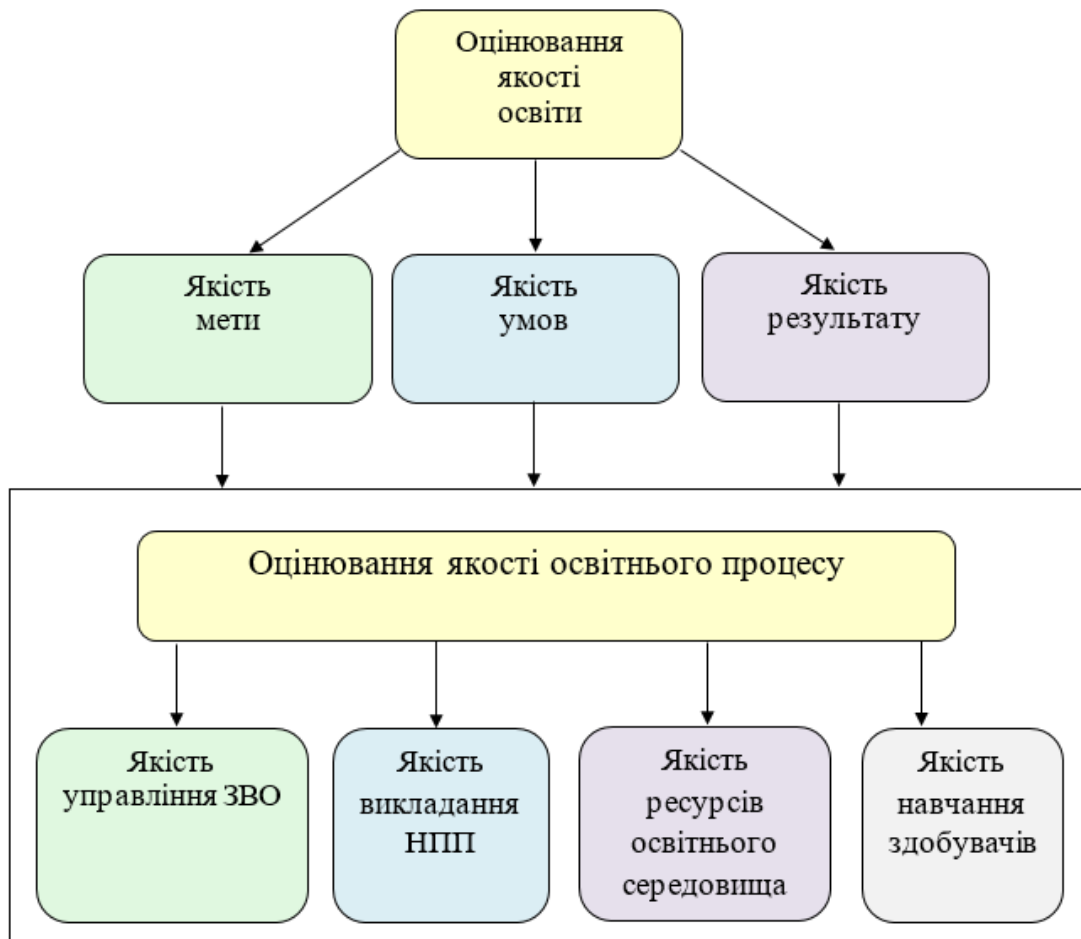 Оцінювання
якості
освіти
Якість
мети
Якість
умов
Якість
результату
Оцінювання якості освітнього процесу
Якість
управління ЗВО
Якість
викладання
НПП
Якість
ресурсів
освітнього
середовища
Якість
навчання
здобувачів